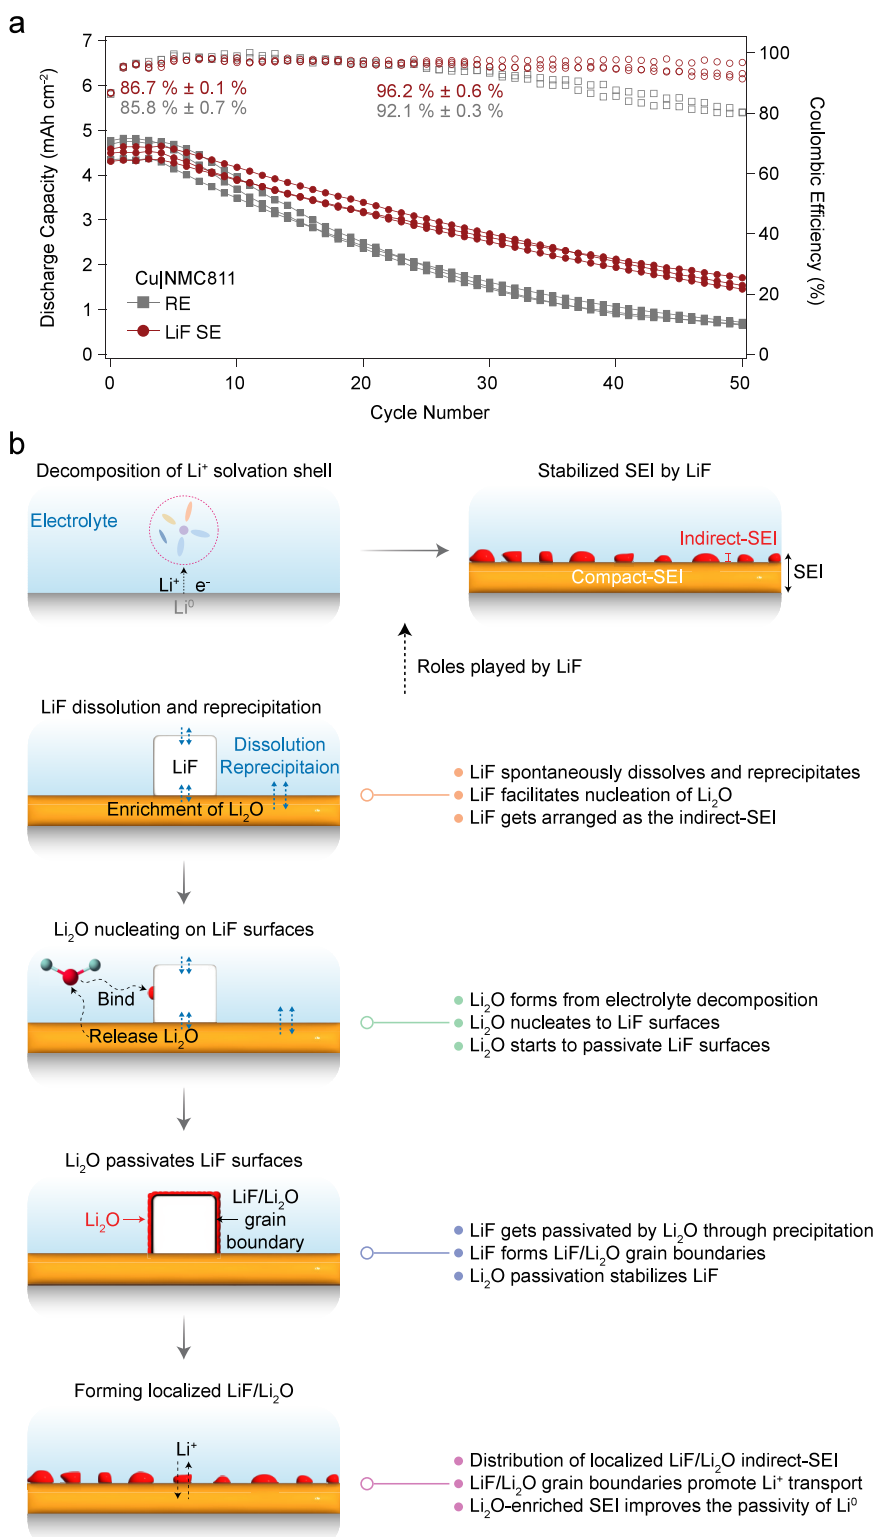 a
7
6
5
4
3
2
1
0
Discharge Capacity (mAh cm⁻²)
100
80
60
40
20
0
Coulombic Efficiency (%)
86.7 % ± 0.1 %
85.8 % ± 0.7 %
96.2 % ± 0.6 %
92.1 % ± 0.3 %
Cu|NMC811
RE
LiF SE
0 10 20 30 40 50
Cycle Number
b
Decomposition of Li⁺ solvation shell
Electrolyte
Li⁺ e⁻
Li⁰
Stabilized SEI by LiF
Indirect-SEI
Compact-SEI
SEI
Roles played by LiF
LiF dissolution and reprecipitation
LiF
Dissolution
Reprecipitaion
Enrichment of Li₂O
LiF spontaneously dissolves and reprecipitates
LiF facilitates nucleation of Li₂O
LiF gets arranged as the indirect-SEI
Li₂O nucleating on LiF surfaces
Bind
Release Li₂O
Li₂O forms from electrolyte decomposition
Li₂O nucleates to LiF surfaces
Li₂O starts to passivate LiF surfaces
Li₂O passivates LiF surfaces
Li₂O
LiF/Li₂O
grain
boundary
LiF gets passivated by Li₂O through precipitation
LiF forms LiF/Li₂O grain boundaries
Li₂O passivation stabilizes LiF
Forming localized LiF/Li₂O
Li⁺
Distribution of localized LiF/Li₂O indirect-SEI
LiF/Li₂O grain boundaries promote Li⁺ transport
Li₂O-enriched SEI improves the passivity of Li⁰